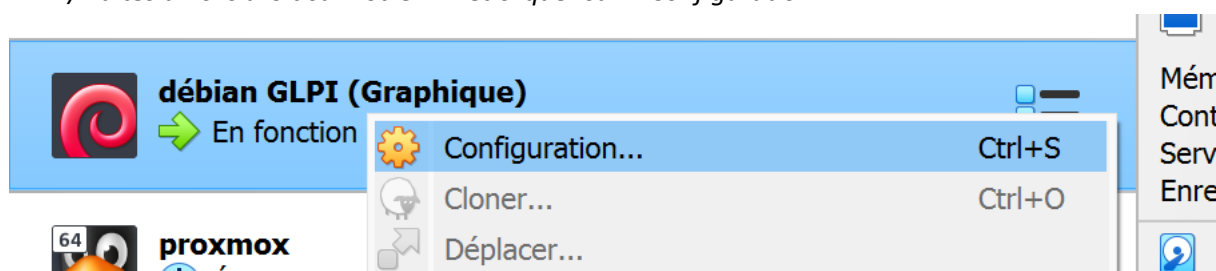 débian GLPI (Graphique)
En fonction
Configuration... Ctrl+S
Cloner... Ctrl+O
Déplacer...
64
proxmox
Mém
Cont
Serv
Enre